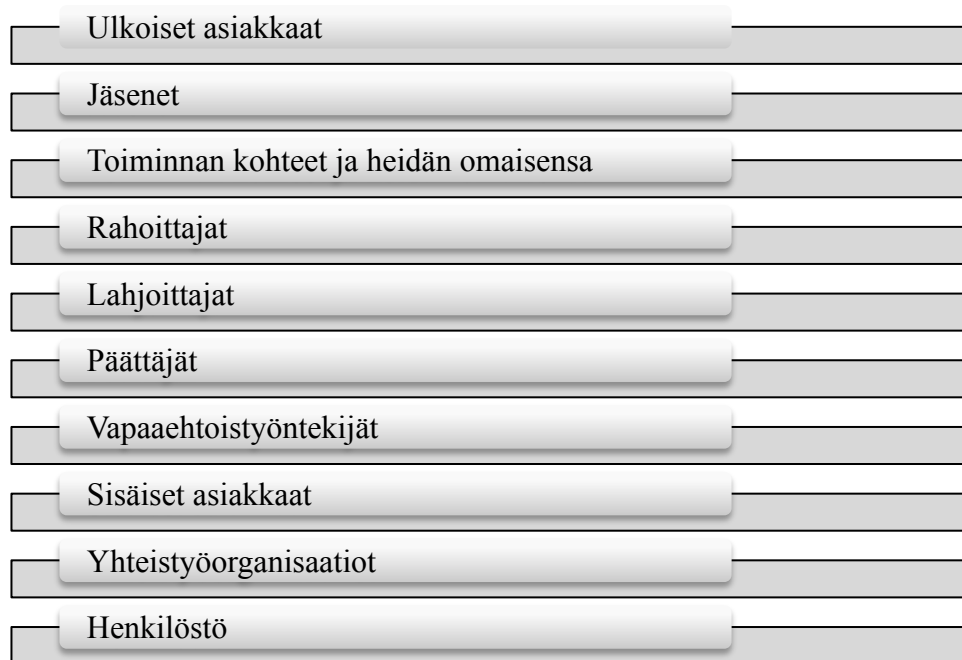 Ulkoiset asiakkaat
Jäsenet
Toiminnan kohteet ja heidän omaisensa
Rahoittajat
Lahjoittajat
Päättäjät
Vapaaehtoistyöntekijät
Sisäiset asiakkaat
Yhteistyöorganisaatiot
Henkilöstö